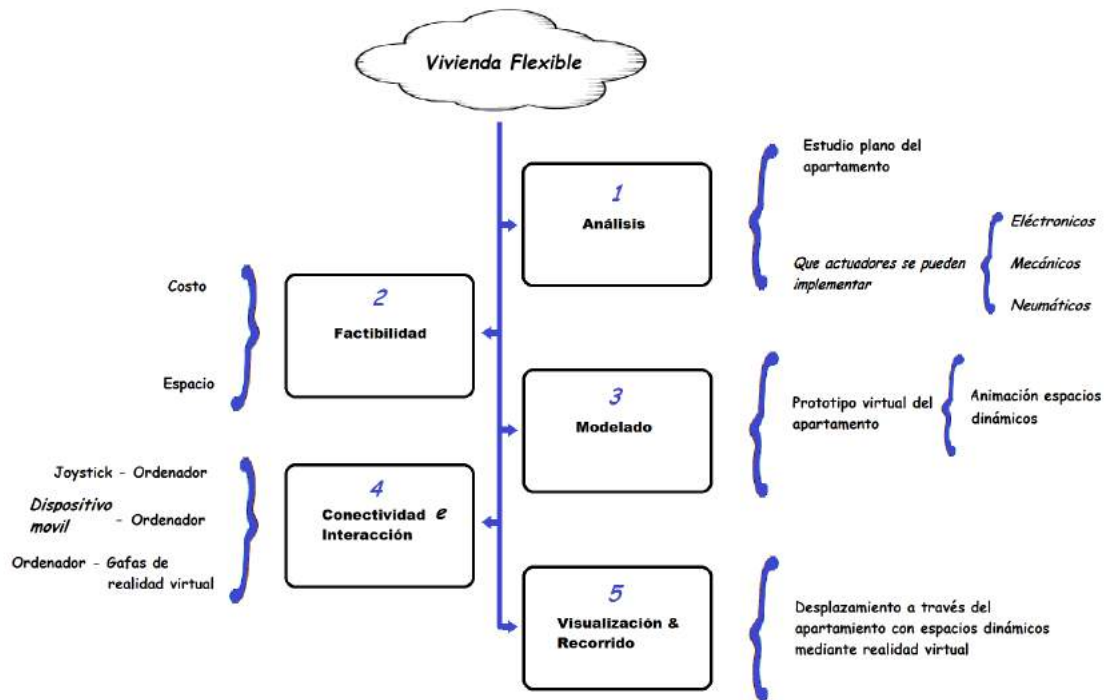 Vivienda Flexible
1
Análisis
Estudio plano del
apartamento
Que actuadores se pueden
implementar
Eléctronicos
Mecánicos
Neumáticos
2
Factibilidad
Costo
Espacio
3
Modelado
Prototipo virtual del
apartamento
Animación espacios
dinámicos
4
Conectividad e
Interacción
Joystick - Ordenador
Dispositivo
movil - Ordenador
Ordenador - Gafas de
realidad virtual
5
Visualización &
Recorrido
Desplazamiento a través del
apartamiento con espacios dinámicos
mediante realidad virtual